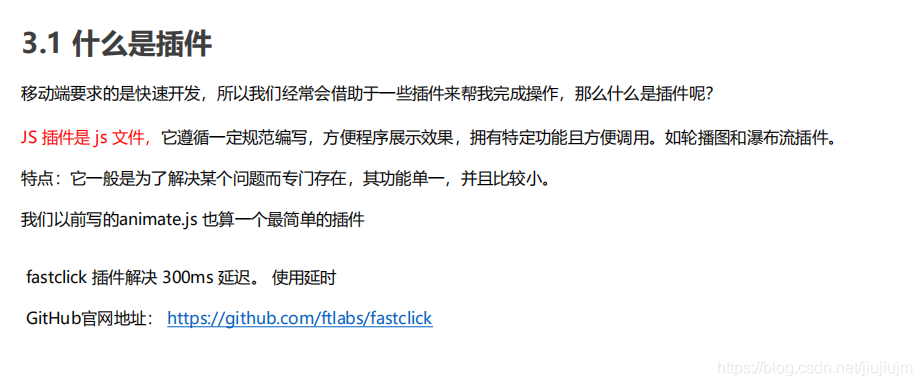 3.1 什么是插件
移动端要求的是快速开发，所以我们经常会借助于一些插件来帮我完成操作，那么什么是插件呢？
JS 插件是 js 文件，它遵循一定规范编写，方便程序展示效果，拥有特定功能且方便调用。如轮播图和瀑布流插件。
特点：它一般是为了解决某个问题而专门存在，其功能单一，并且比较小。
我们以前写的animate.js 也算一个最简单的插件
fastclick 插件解决 300ms 延迟。 使用延时
GitHub官网地址： https://github.com/ftlabs/fastclick
https://blog.csdn.net/jiujiujm